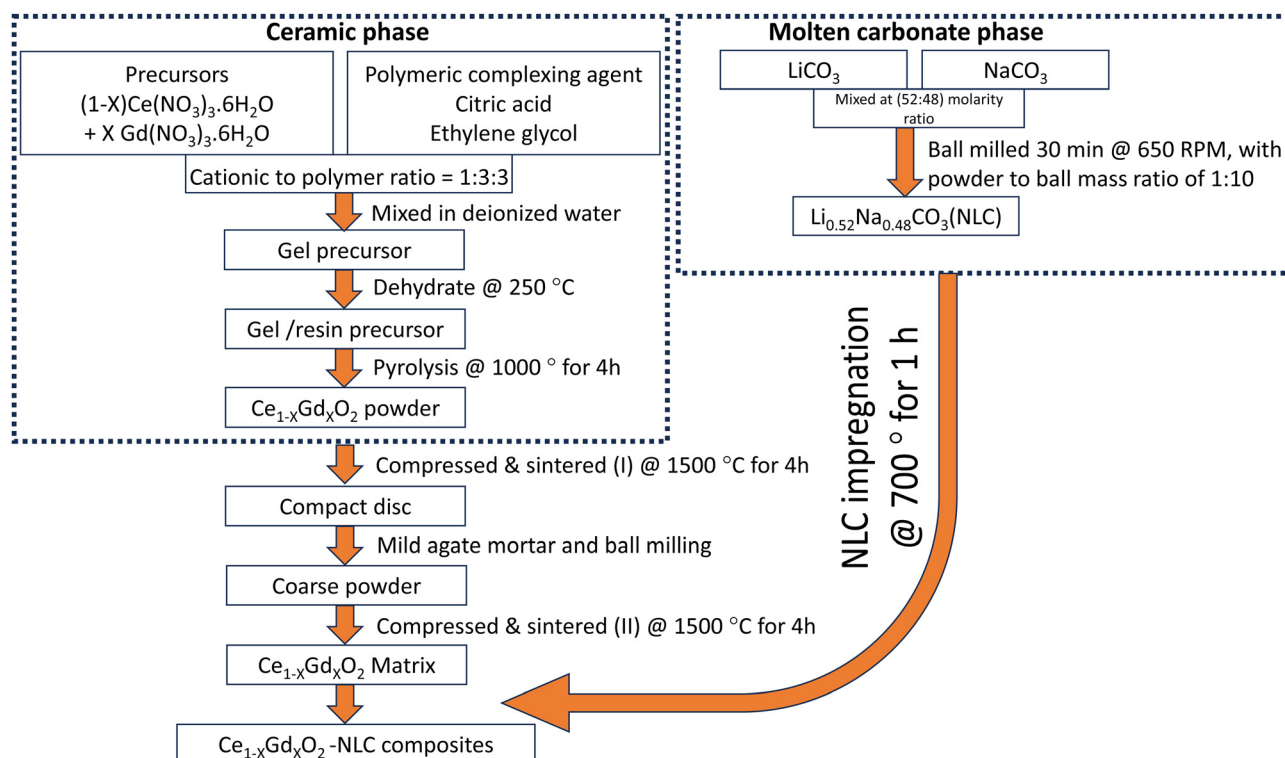 Ceramic phase
Precursors
(1-X)Ce(NO₃)₃.6H₂O
+ X Gd(NO₃)₃.6H₂O
Polymeric complexing agent
Citric acid
Ethylene glycol
Cationic to polymer ratio = 1:3:3
Mixed in deionized water
Gel precursor
Dehydrate @ 250 °C
Gel /resin precursor
Pyrolysis @ 1000 ° for 4h
Ce₁₋ₓGdₓO₂ powder
Compressed & sintered (I) @ 1500 °C for 4h
Compact disc
Mild agate mortar and ball milling
Coarse powder
Compressed & sintered (II) @ 1500 °C for 4h
Ce₁₋ₓGdₓO₂ Matrix
Ce₁₋ₓGdₓO₂ -NLC composites
Molten carbonate phase
LiCO₃
NaCO₃
Mixed at (52:48) molarity
ratio
Ball milled 30 min @ 650 RPM, with
powder to ball mass ratio of 1:10
Li₀.₅₂Na₀.₄₈CO₃(NLC)
NLC impregnation
@ 700 ° for 1 h